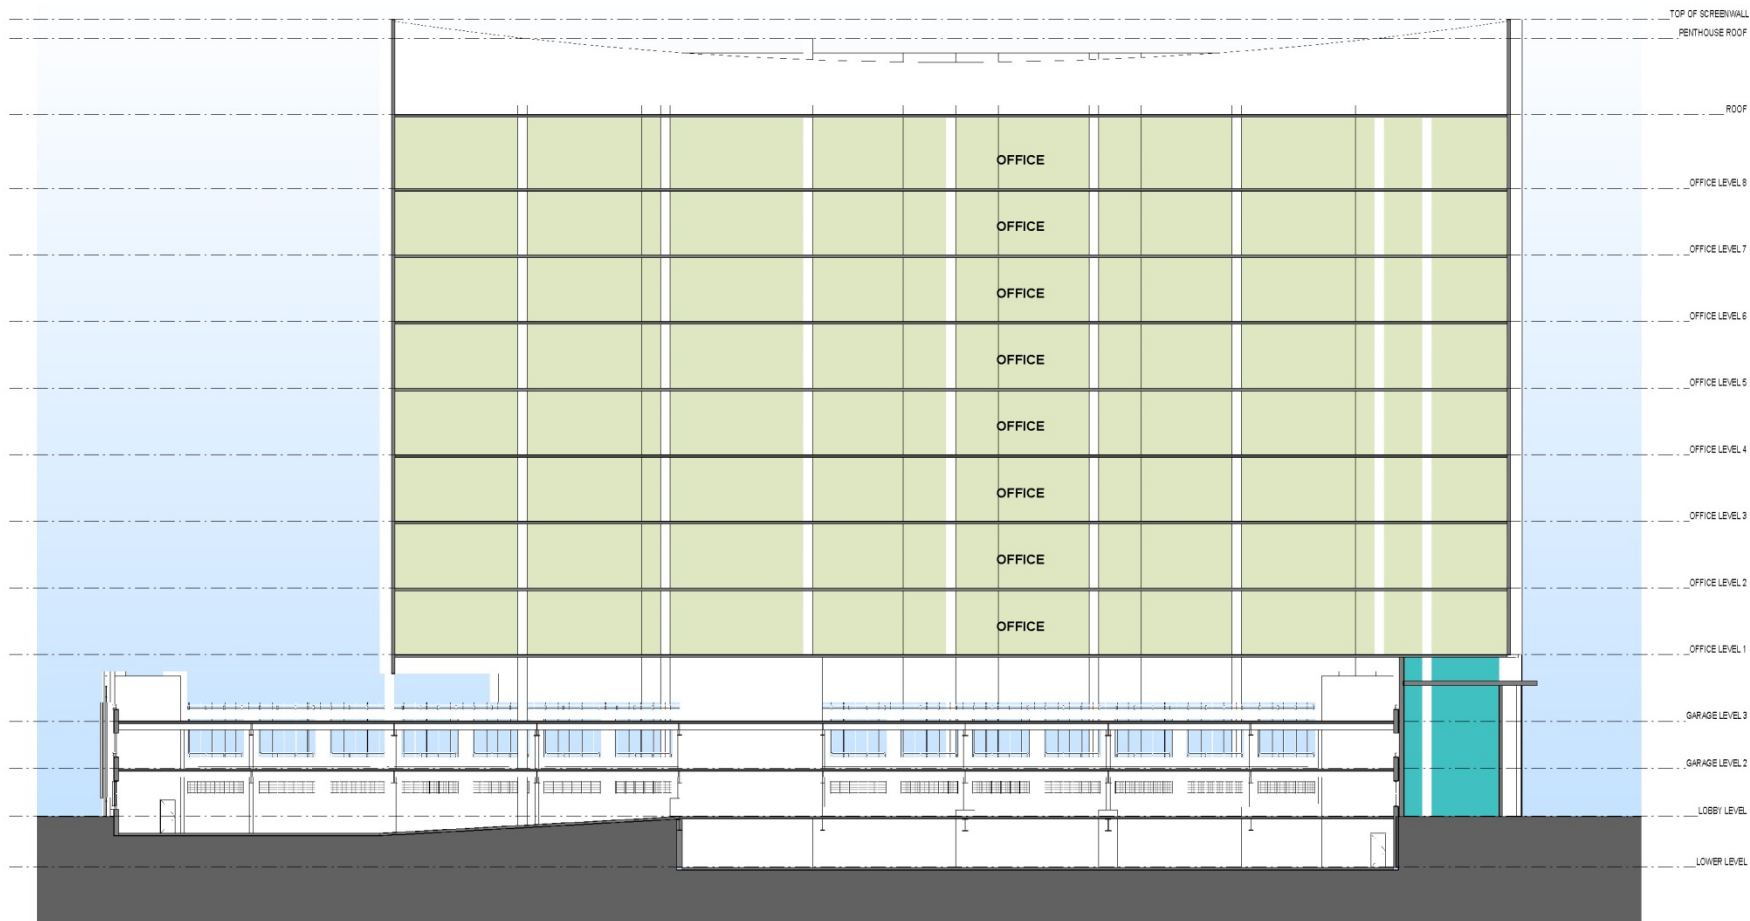 TOP OF SCREENWALL
PENTHOUSE ROOF
ROOF
OFFICE
OFFICE LEVEL 8
OFFICE
OFFICE LEVEL 7
OFFICE
OFFICE LEVEL 6
OFFICE
OFFICE LEVEL 5
OFFICE
OFFICE LEVEL 4
OFFICE
OFFICE LEVEL 3
OFFICE
OFFICE LEVEL 2
OFFICE
OFFICE LEVEL 1
GARAGE LEVEL 3
GARAGE LEVEL 2
LOBBY LEVEL
LOWER LEVEL